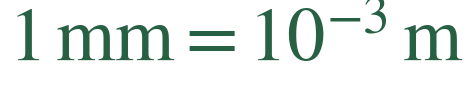 1 mm = 10⁻³ m